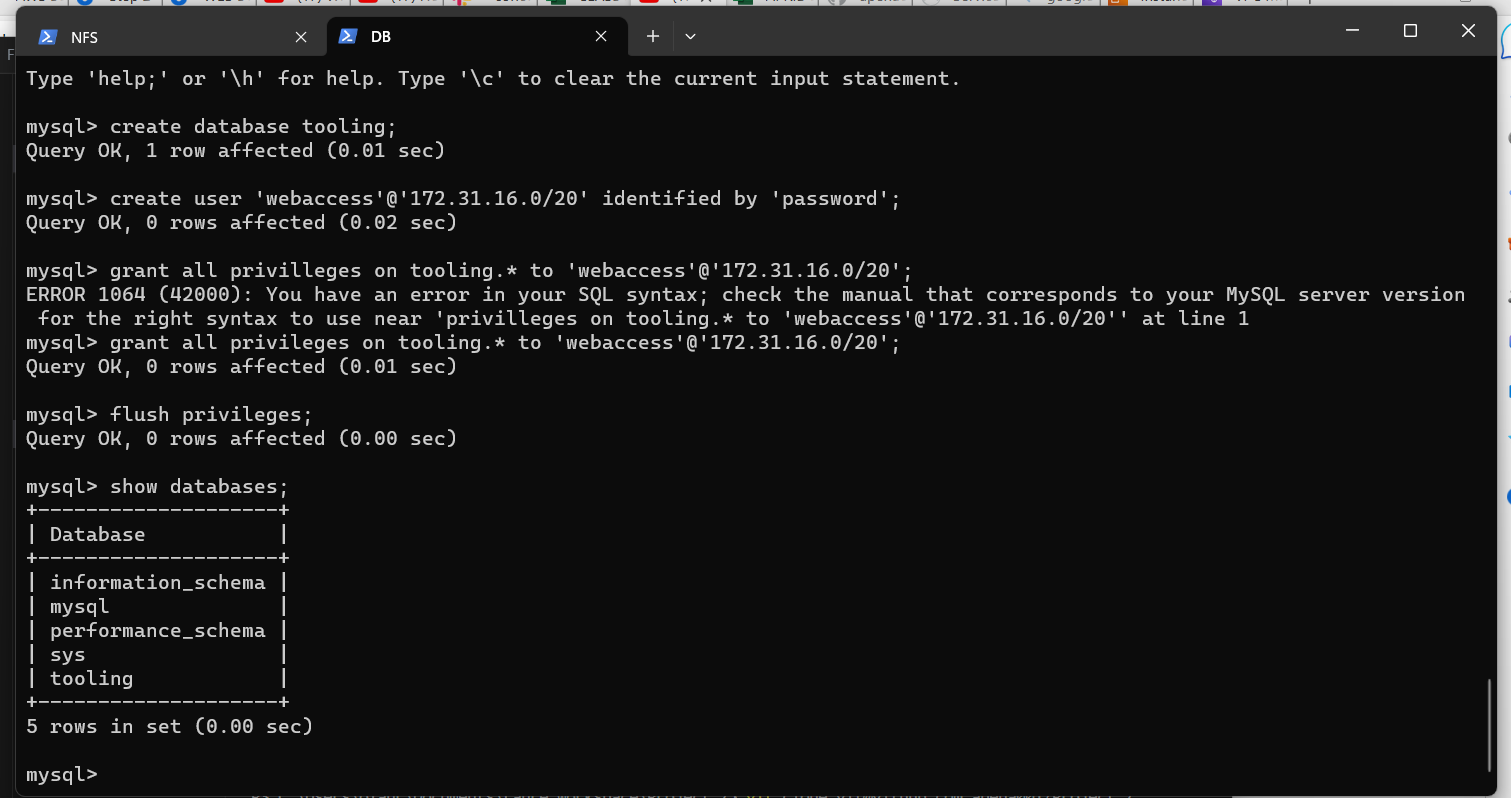 NFS
DB
Type 'help;' or '\h' for help. Type '\c' to clear the current input statement.
mysql> create database tooling;
Query OK, 1 row affected (0.01 sec)
mysql> create user 'webaccess'@'172.31.16.0/20' identified by 'password';
Query OK, 0 rows affected (0.02 sec)
mysql> grant all privilleges on tooling.* to 'webaccess'@'172.31.16.0/20';
ERROR 1064 (42000): You have an error in your SQL syntax; check the manual that corresponds to your MySQL server version
for the right syntax to use near 'privilleges on tooling.* to 'webaccess'@'172.31.16.0/20'' at line 1
mysql> grant all privileges on tooling.* to 'webaccess'@'172.31.16.0/20';
Query OK, 0 rows affected (0.01 sec)
mysql> flush privileges;
Query OK, 0 rows affected (0.00 sec)
mysql> show databases;
+--------------------+
| Database           |
+--------------------+
| information_schema |
| mysql              |
| performance_schema |
| sys                |
| tooling            |
+--------------------+
5 rows in set (0.00 sec)
mysql>